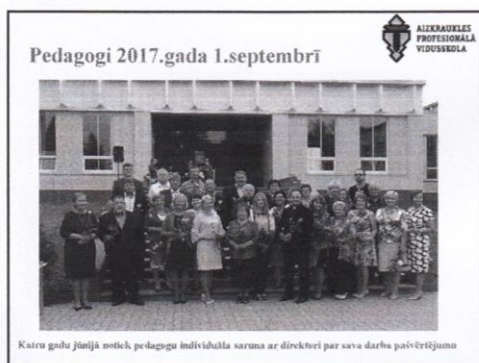 AIZKRAUKLES
PROFESIONĀLĀ
VIDUSSKOLA
Pedagogi 2017.gada 1.septembrī
Katru gadu jūnijā notiek pedagogu individuāla saruna ar direktori par sava darba pašvērtējumu